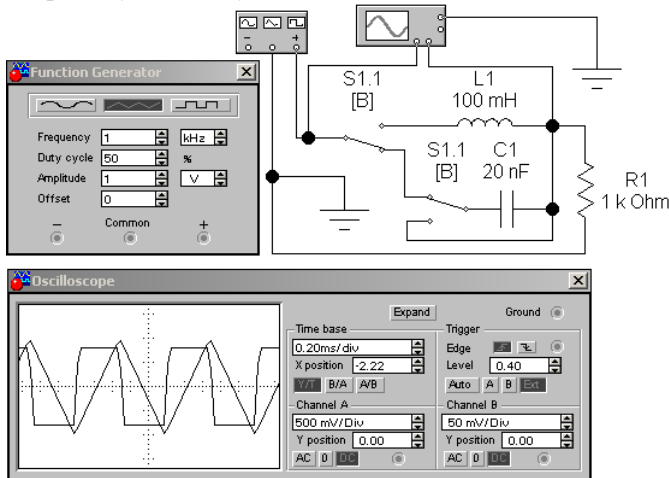 − +
S1.1
[B]
L1
100 mH
S1.1
[B]
C1
20 nF
R1
1 k Ohm
Function Generator
Frequency 1 kHz
Duty cycle 50 %
Amplitude 1 V
Offset 0
− Common +
Oscilloscope
Expand Ground
Time base
0.20ms/div
X position -2.22
Y/T B/A A/B
Trigger
Edge
Level 0.40
Auto A B Ext
Channel A
500 mV/Div
Y position 0.00
AC 0 DC
Channel B
50 mV/Div
Y position 0.00
AC 0 DC